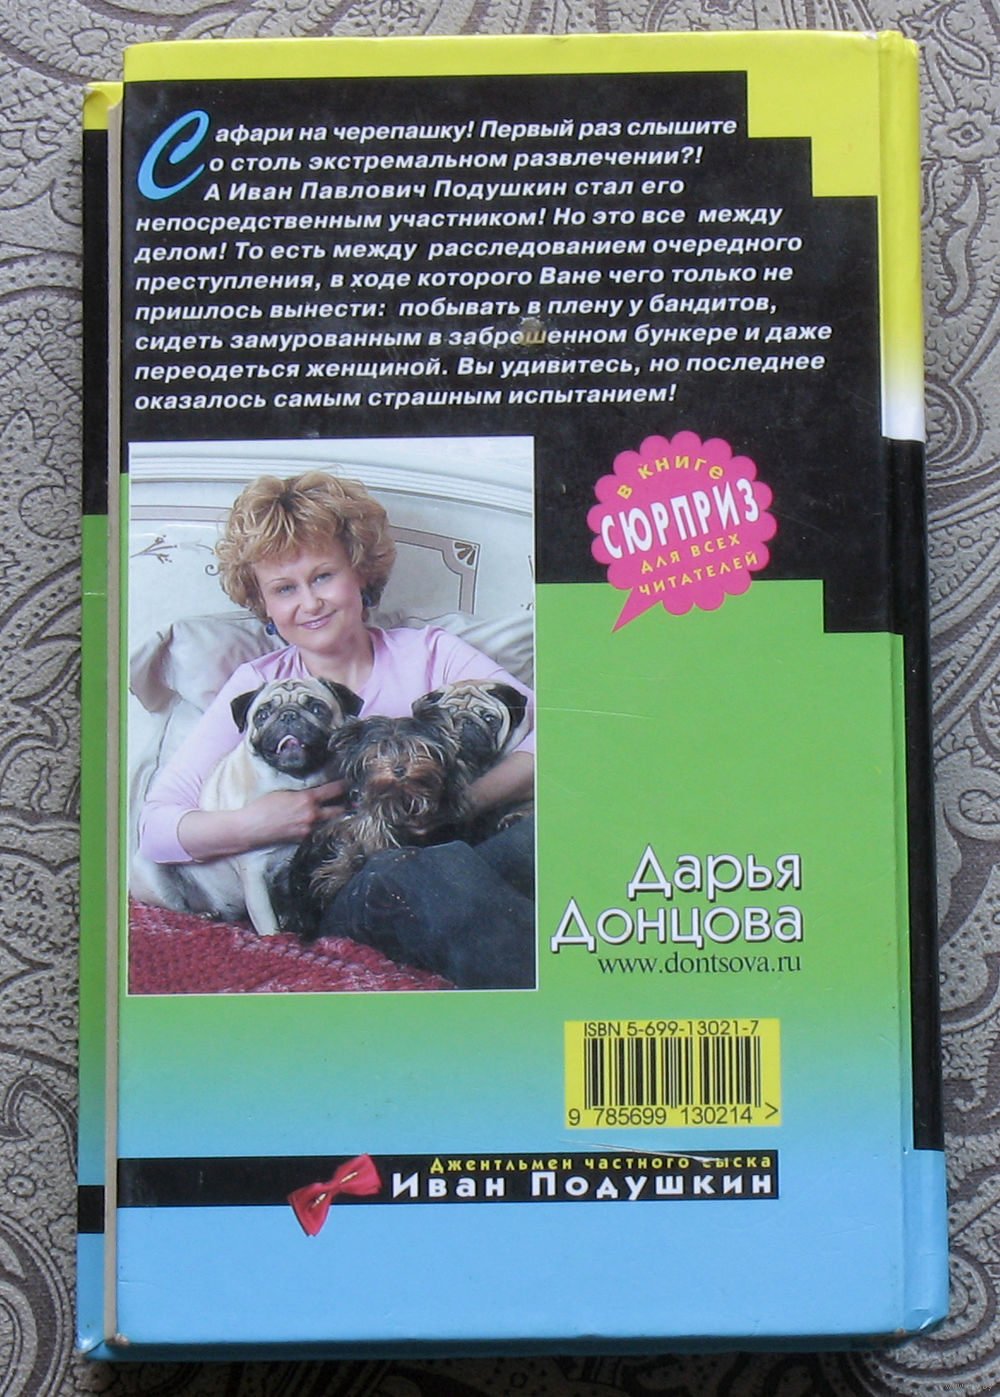 Сафари на черепашку! Первый раз слышите
о столь экстремальном развлечении?!
А Иван Павлович Подушкин стал его
непосредственным участником! Но это все между
делом! То есть между расследованием очередного
преступления, в ходе которого Ване чего только не
пришлось вынести: побывать в плену у бандитов,
сидеть замурованным в заброшенном бункере и даже
переодеться женщиной. Вы удивитесь, но последнее
оказалось самым страшным испытанием!
В КНИГЕ
СЮРПРИЗ
ДЛЯ ВСЕХ
ЧИТАТЕЛЕЙ
Дарья
Донцова
www.dontsova.ru
ISBN 5-699-13021-7
9 785699 130214 >
Джентльмен частного сыска
Иван Подушкин